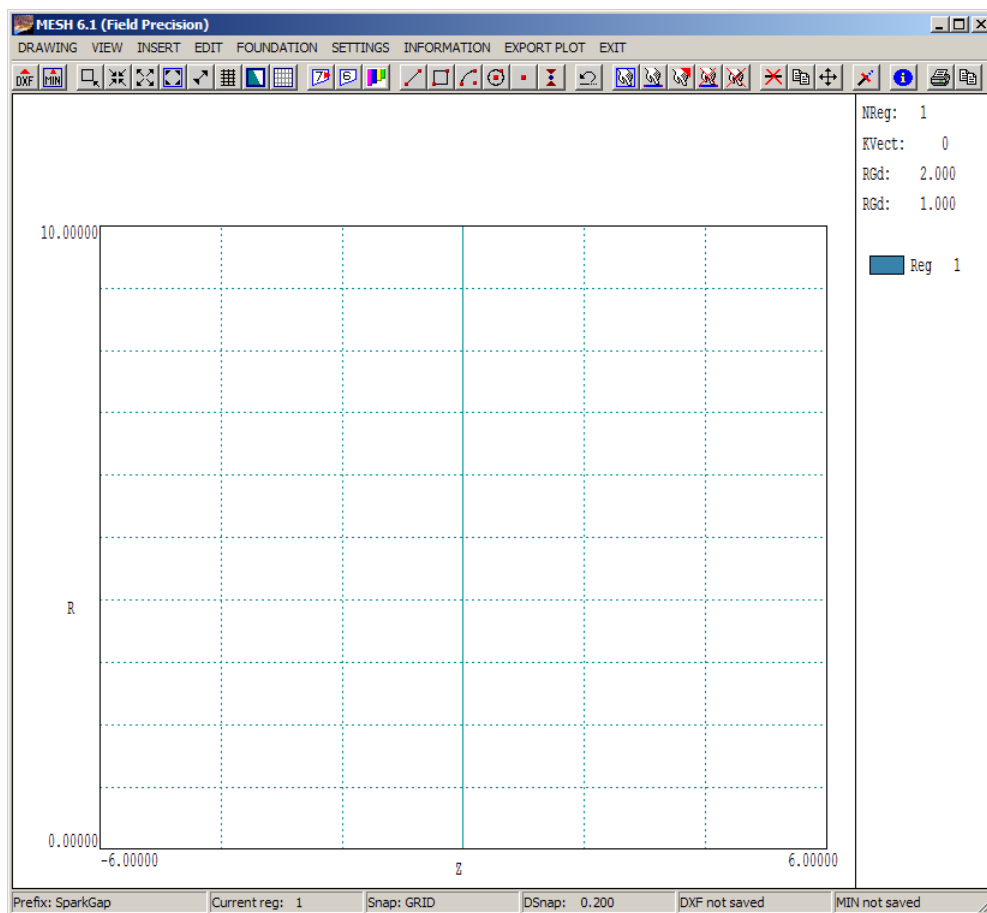 MESH 6.1 (Field Precision)
DRAWING VIEW INSERT EDIT FOUNDATION SETTINGS INFORMATION EXPORT PLOT EXIT
DXF MIN 7 6 i
NReg: 1
KVect: 0
RGd: 2.000
RGd: 1.000
Reg 1
10.00000
R
0.00000
-6.00000 6.00000
Z
Prefix: SparkGap Current reg: 1 Snap: GRID DSnap: 0.200 DXF not saved MIN not saved